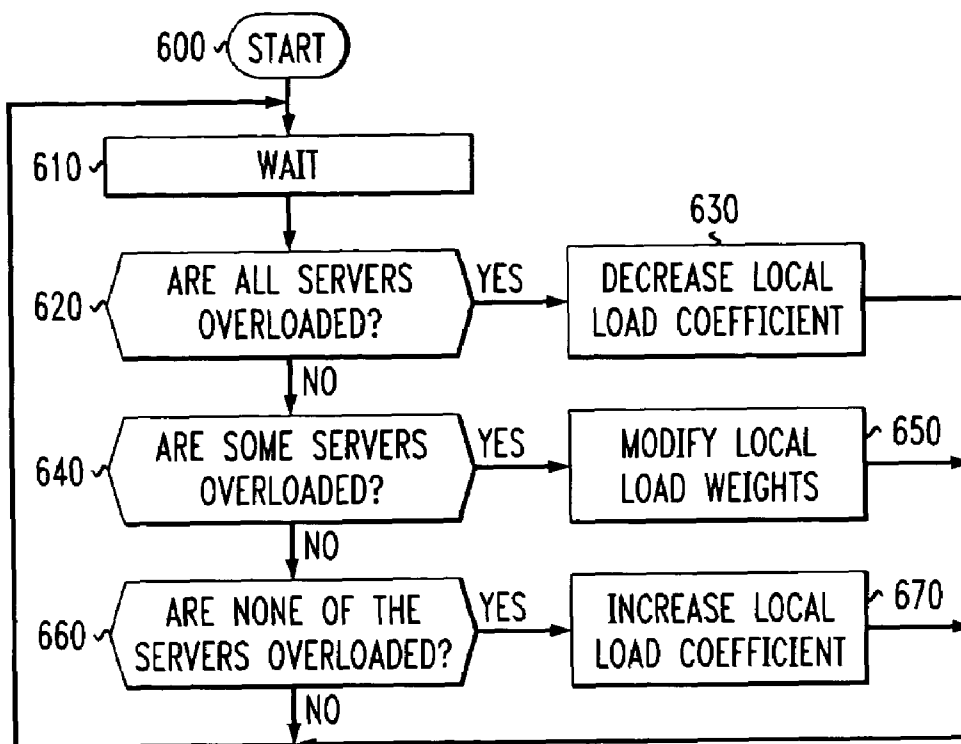 600 START
610 WAIT
630
620 ARE ALL SERVERS
OVERLOADED?
YES
DECREASE LOCAL
LOAD COEFFICIENT
NO
640 ARE SOME SERVERS
OVERLOADED?
YES
MODIFY LOCAL
LOAD WEIGHTS
650
NO
660 ARE NONE OF THE
SERVERS OVERLOADED?
YES
INCREASE LOCAL
LOAD COEFFICIENT
670
NO